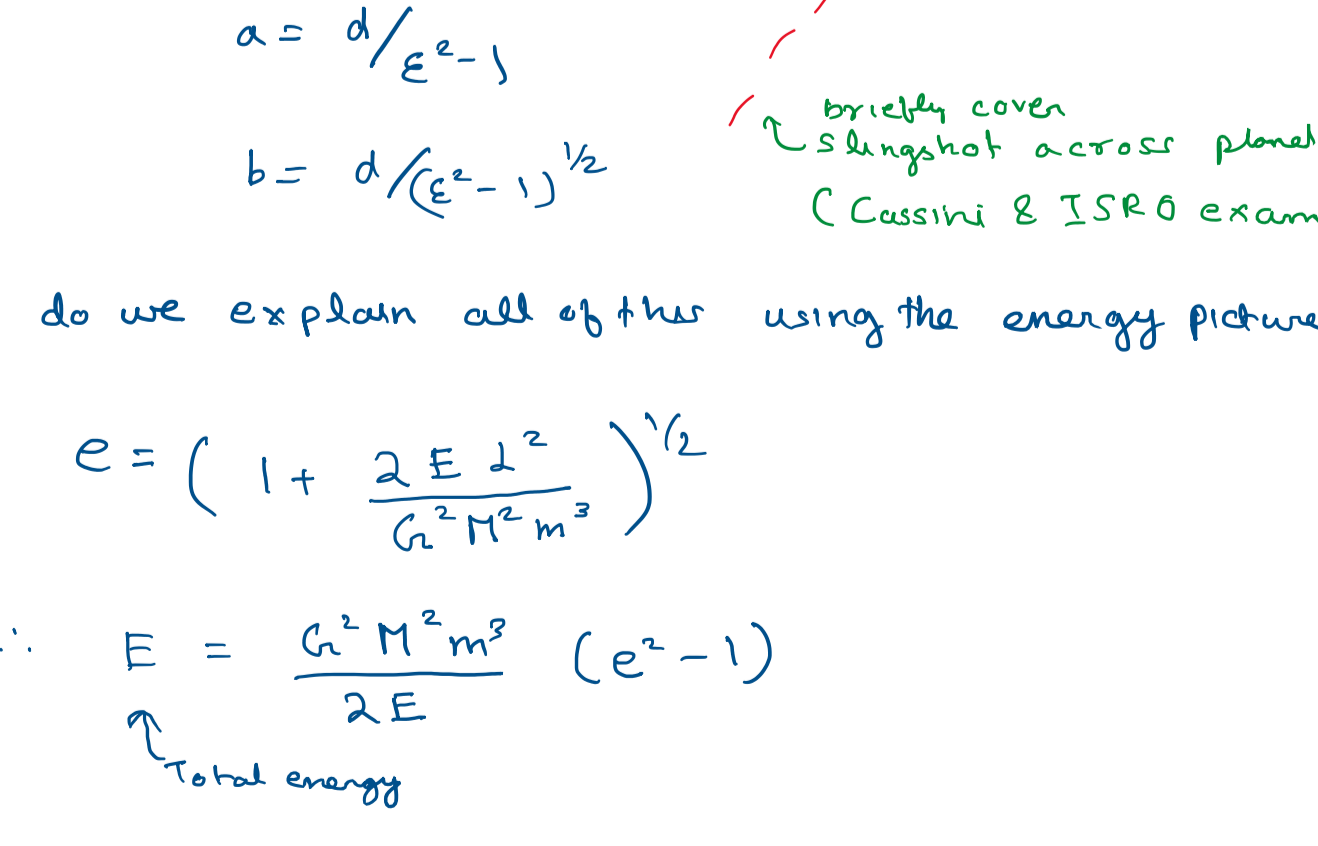 a = d/ε²-1
briefly cover
b = d/(ε²-1)^1/2
slingshot across planet
(Cassini & ISRO exam
do we explain all of this using the energy picture
e = ( 1 + 2EL² / G²M²m³ )^1/2
∴ E = G²M²m³ / 2E (e²-1)
Total energy